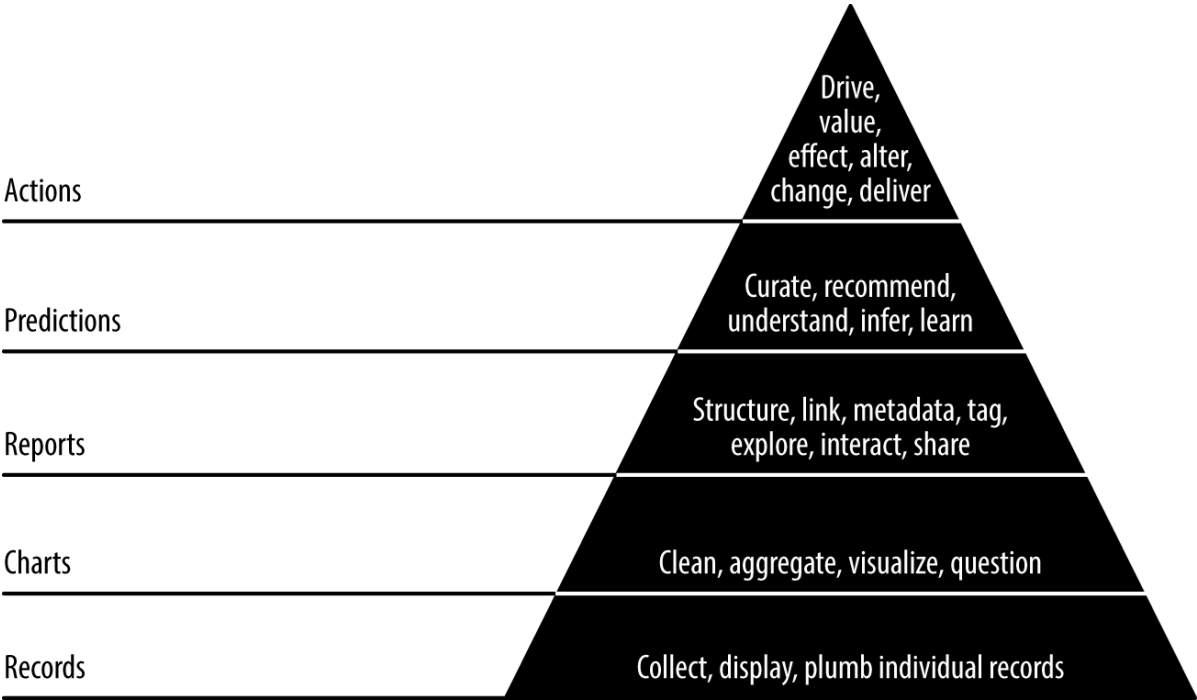 Drive,
value,
effect, alter,
change, deliver
Actions
Curate, recommend,
understand, infer, learn
Predictions
Structure, link, metadata, tag,
explore, interact, share
Reports
Clean, aggregate, visualize, question
Charts
Collect, display, plumb individual records
Records